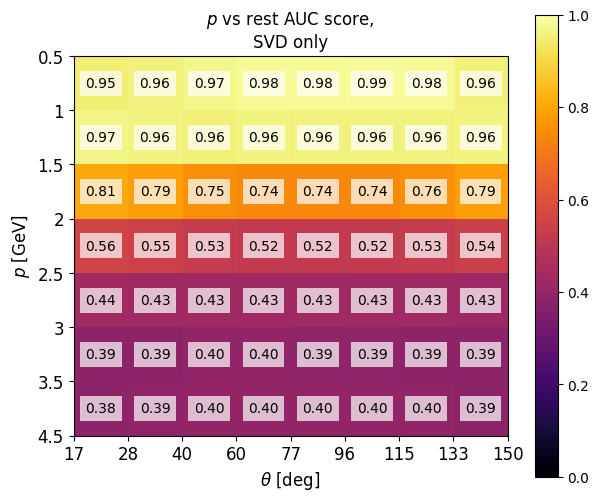 p vs rest AUC score,
SVD only
0.5
1
1.5
2
2.5
3
3.5
4.5
p [GeV]
0.95 0.96 0.97 0.98 0.98 0.99 0.98 0.96
0.97 0.96 0.96 0.96 0.96 0.96 0.96 0.96
0.81 0.79 0.75 0.74 0.74 0.74 0.76 0.79
0.56 0.55 0.53 0.52 0.52 0.52 0.53 0.54
0.44 0.43 0.43 0.43 0.43 0.43 0.43 0.43
0.39 0.39 0.40 0.40 0.39 0.39 0.39 0.39
0.38 0.39 0.40 0.40 0.40 0.40 0.40 0.39
17 28 40 60 77 96 115 133 150
θ [deg]
1.0
0.8
0.6
0.4
0.2
0.0